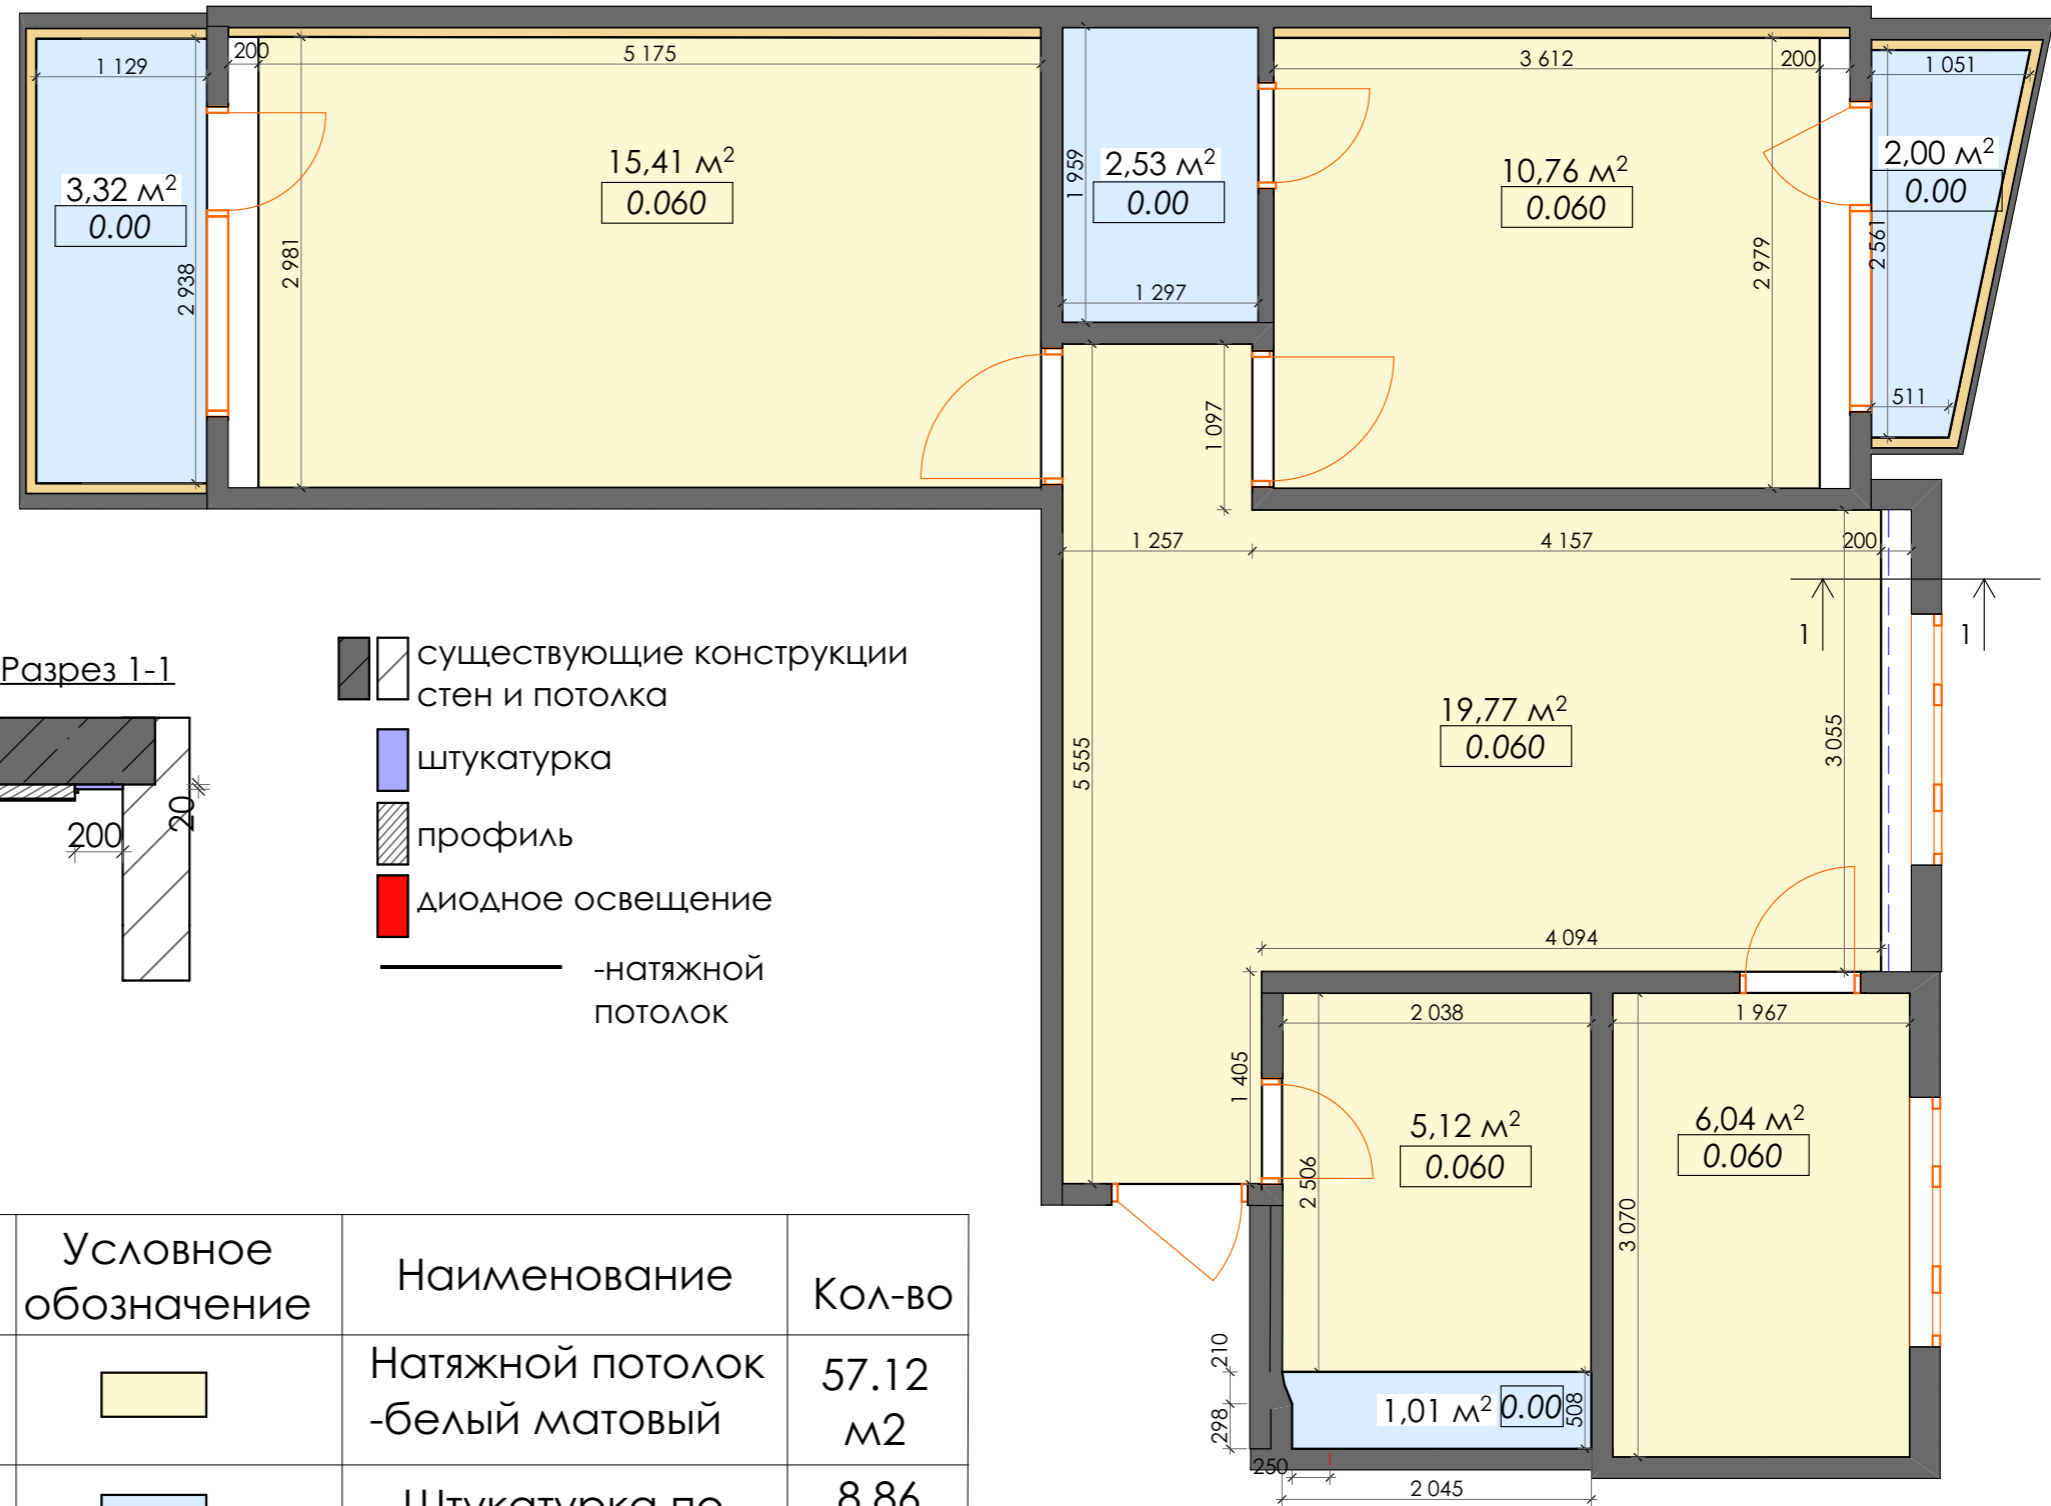 200
5 175
3 612
200
1 129
1 051
15,41 м²
0.060
3,32 м²
0.00
2,53 м²
0.00
10,76 м²
0.060
2,00 м²
0.00
1 959
2 938
2 981
2 979
2 561
1 297
511
1 097
1 257
4 157
200
1
1
Разрез 1-1
200
20
существующие конструкции
стен и потолка
штукатурка
профиль
диодное освещение
-натяжной
потолок
19,77 м²
0.060
5 555
3 055
4 094
2 038
1 967
1 405
5,12 м²
0.060
6,04 м²
0.060
2 506
3 070
210
298
1,01 м²
0.00
508
250
2 045
Условное
обозначение
Наименование
Кол-во
Натяжной потолок
-белый матовый
57.12
м2
Штукатурка по
8.86